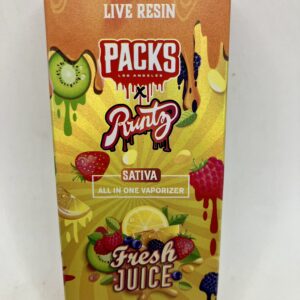 LIVE RESIN
PACKS
LOS ANGELES
X
Runtz
SATIVA
ALL IN ONE VAPORIZER
Fresh
JUICE